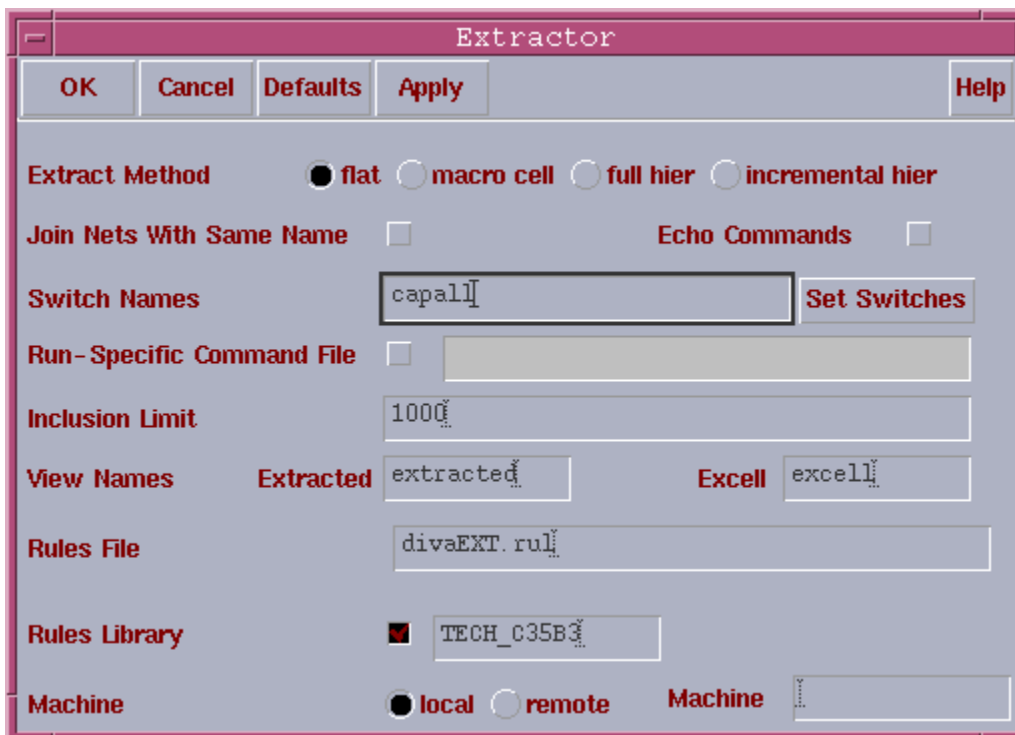 Extractor
OK Cancel Defaults Apply Help
Extract Method flat macro cell full hier incremental hier
Join Nets With Same Name Echo Commands
Switch Names capall Set Switches
Run-Specific Command File
Inclusion Limit 1000
View Names Extracted extracted Excell excell
Rules File divaEXT.rul
Rules Library TECH_C35B3
Machine local remote Machine